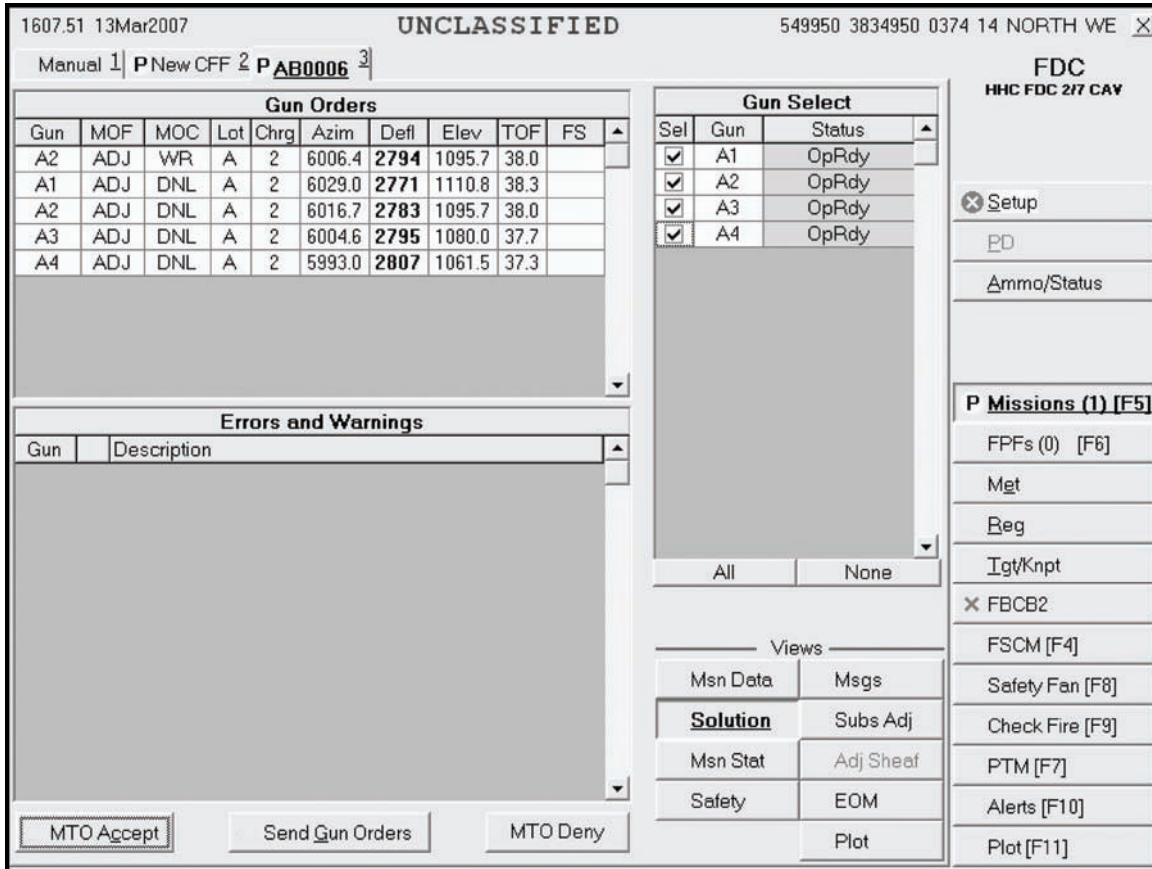 1607.51 13Mar2007 UNCLASSIFIED 549950 3834950 0374 14 NORTH WE X
Manual 1 P New CFF 2 P AB0006 3
FDC
HHC FDC 2/7 CAV
Gun Orders
Gun MOF MOC Lot Chrg Azim Defl Elev TOF FS
A2 ADJ WR A 2 6006.4 2794 1095.7 38.0
A1 ADJ DNL A 2 6029.0 2771 1110.8 38.3
A2 ADJ DNL A 2 6016.7 2783 1095.7 38.0
A3 ADJ DNL A 2 6004.6 2795 1080.0 37.7
A4 ADJ DNL A 2 5993.0 2807 1061.5 37.3
Errors and Warnings
Gun Description
MTO Accept Send Gun Orders MTO Deny
Gun Select
Sel Gun Status
A1 OpRdy
A2 OpRdy
A3 OpRdy
A4 OpRdy
All None
Views
Msn Data Msgs
Solution Subs Adj
Msn Stat Adj Sheaf
Safety EOM
Plot
Setup
PD
Ammo/Status
P Missions (1) [F5]
FPFs (0) [F6]
Met
Reg
Tgt/Knpt
FBCB2
FSCM [F4]
Safety Fan [F8]
Check Fire [F9]
PTM [F7]
Alerts [F10]
Plot [F11]